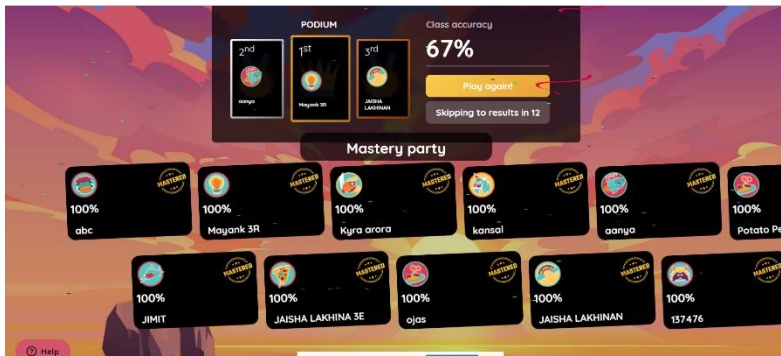 PODIUM
Class accuracy
67%
2nd
1st
3rd
aanya
Mayank 3R
JAISHA
LAKHINAN
Play again!
Skipping to results in 12
Mastery party
MASTERED
MASTERED
MASTERED
MASTERED
MASTERED
100%
100%
100%
100%
100%
100%
abc
Mayank 3R
Kyra arora
kansal
aanya
Potato Pe
MASTERED
MASTERED
MASTERED
MASTERED
MASTERED
100%
100%
100%
100%
100%
JIMIT
JAISHA LAKHINA 3E
ojas
JAISHA LAKHINAN
137476
Help